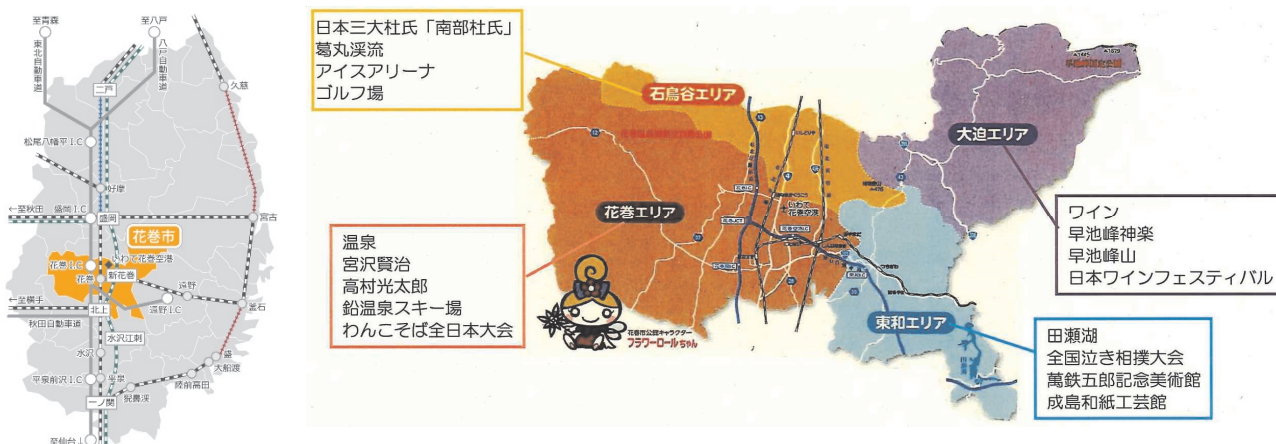 至青森
至八戸
東北自動車道
八戸自動車道
久慈
二戸
松尾八幡平I.C
好摩
←至秋田
盛岡I.C
盛岡
宮古
花巻市
いわて花巻空港
花巻I.C
新花巻
花巻
遠野
釜石
←至横手
北上
遠野I.C
秋田自動車道
水沢江刺
水沢
盛
大船渡
平泉前沢I.C
平泉
陸前高田
猊鼻渓
一ノ関
至仙台↓
日本三大杜氏「南部杜氏」
葛丸渓流
アイスアリーナ
ゴルフ場
石鳥谷エリア
大迫エリア
ワイン
早池峰神楽
早池峰山
日本ワインフェスティバル
花巻エリア
いわて
花巻空港
温泉
宮沢賢治
高村光太郎
鉛温泉スキー場
わんこそば全日本大会
花巻市公認キャラクター
フラワーロールちゃん
東和エリア
田瀬湖
全国泣き相撲大会
萬鉄五郎記念美術館
成島和紙工芸館